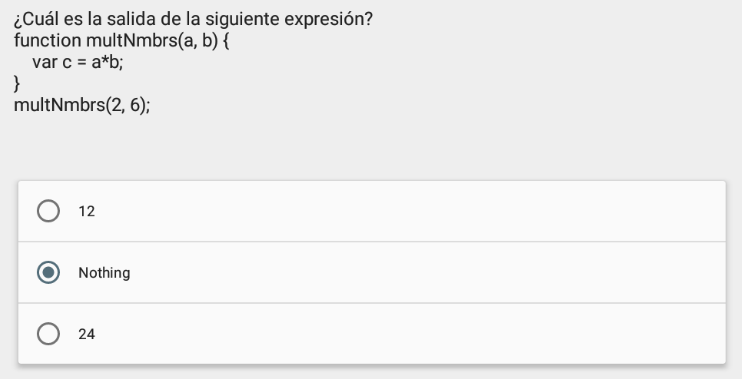 ¿Cuál es la salida de la siguiente expresión?
function multNmbrs(a, b) {
var c = a*b;
}
multNmbrs(2, 6);
12
Nothing
24